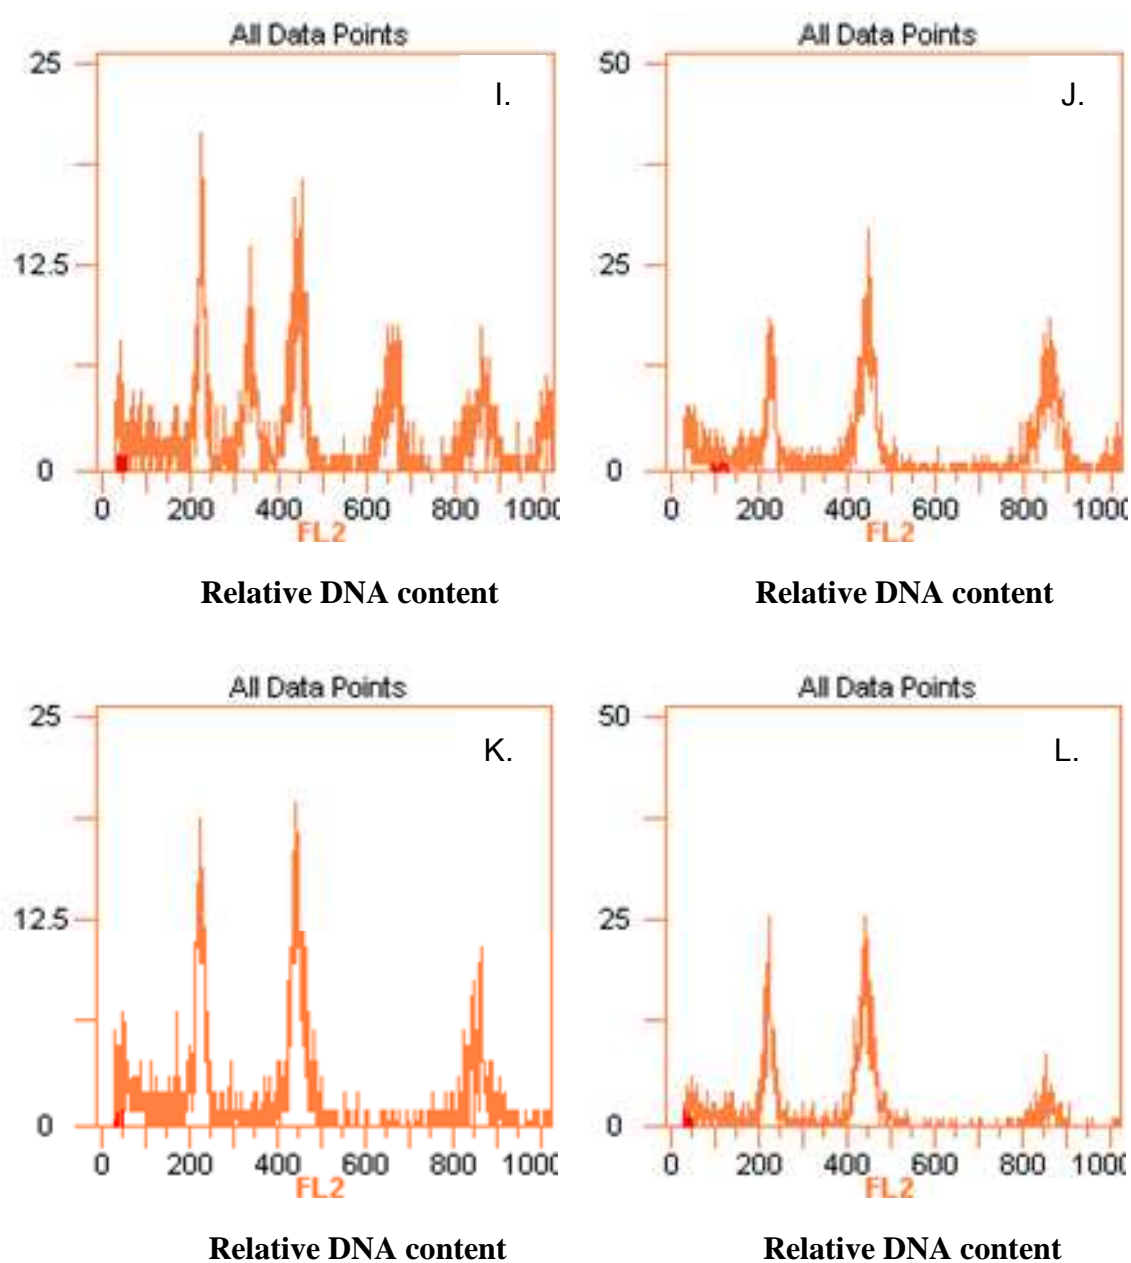 All Data Points
25
I.
12.5
0
0 200 400 600 800 1000
FL2
Relative DNA content
All Data Points
50
J.
25
0
0 200 400 600 800 1000
FL2
Relative DNA content
All Data Points
25
K.
12.5
0
0 200 400 600 800 1000
FL2
Relative DNA content
All Data Points
50
L.
25
0
0 200 400 600 800 1000
FL2
Relative DNA content